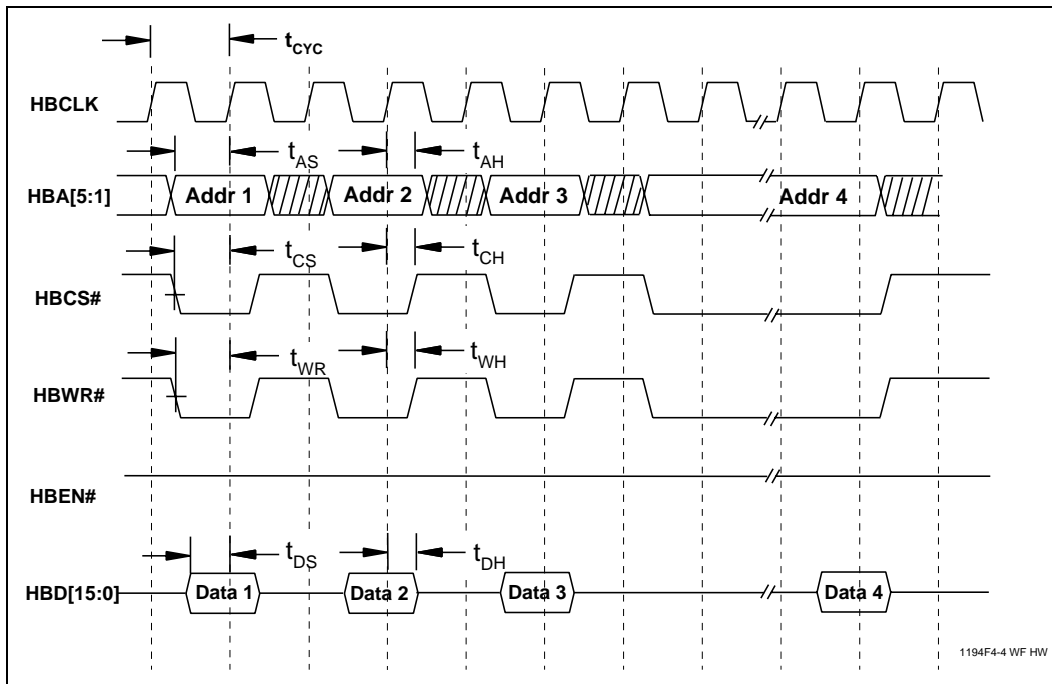 tCYC
HBCLK
tAS
tAH
HBA[5:1]
Addr 1
Addr 2
Addr 3
Addr 4
tCS
tCH
HBCS#
tWR
tWH
HBWR#
HBEN#
tDS
tDH
HBD[15:0]
Data 1
Data 2
Data 3
Data 4
1194F4-4 WF HW